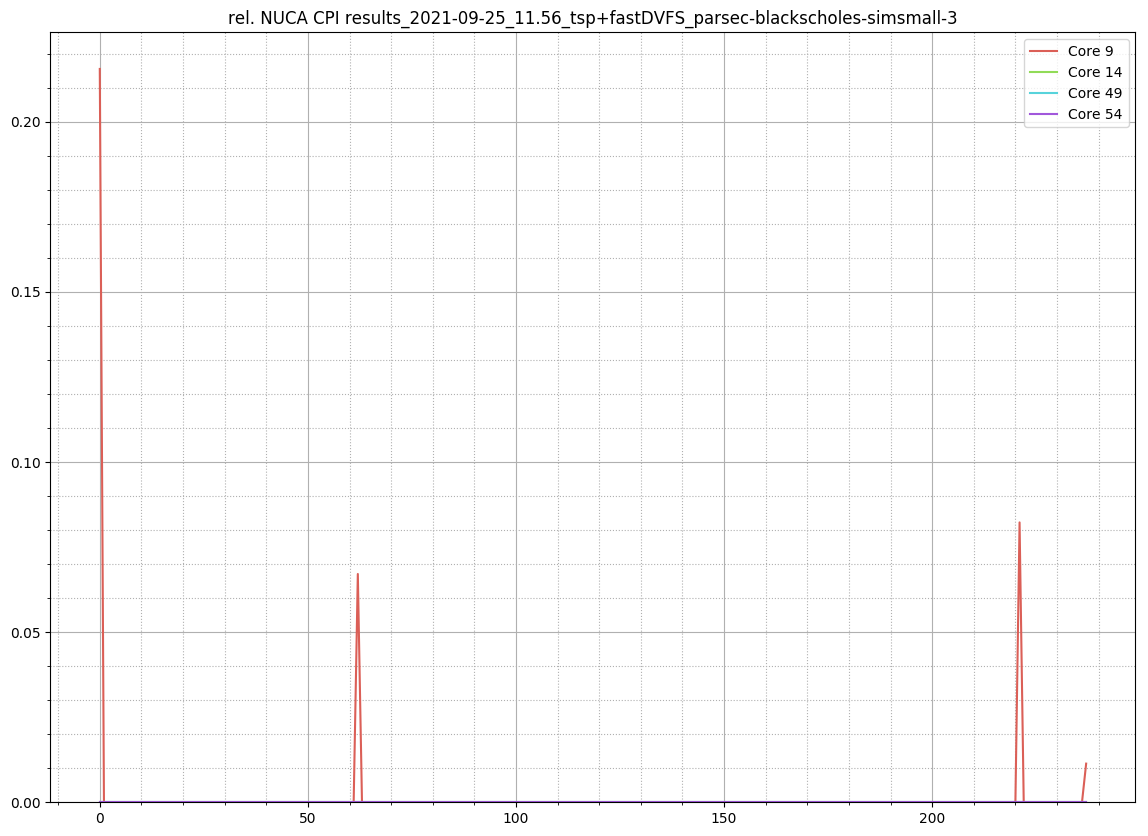 rel. NUCA CPI results_2021-09-25_11.56_tsp+fastDVFS_parsec-blackscholes-simsmall-3
Core 9
Core 14
Core 49
Core 54
0.20
0.15
0.10
0.05
0.00
0 50 100 150 200